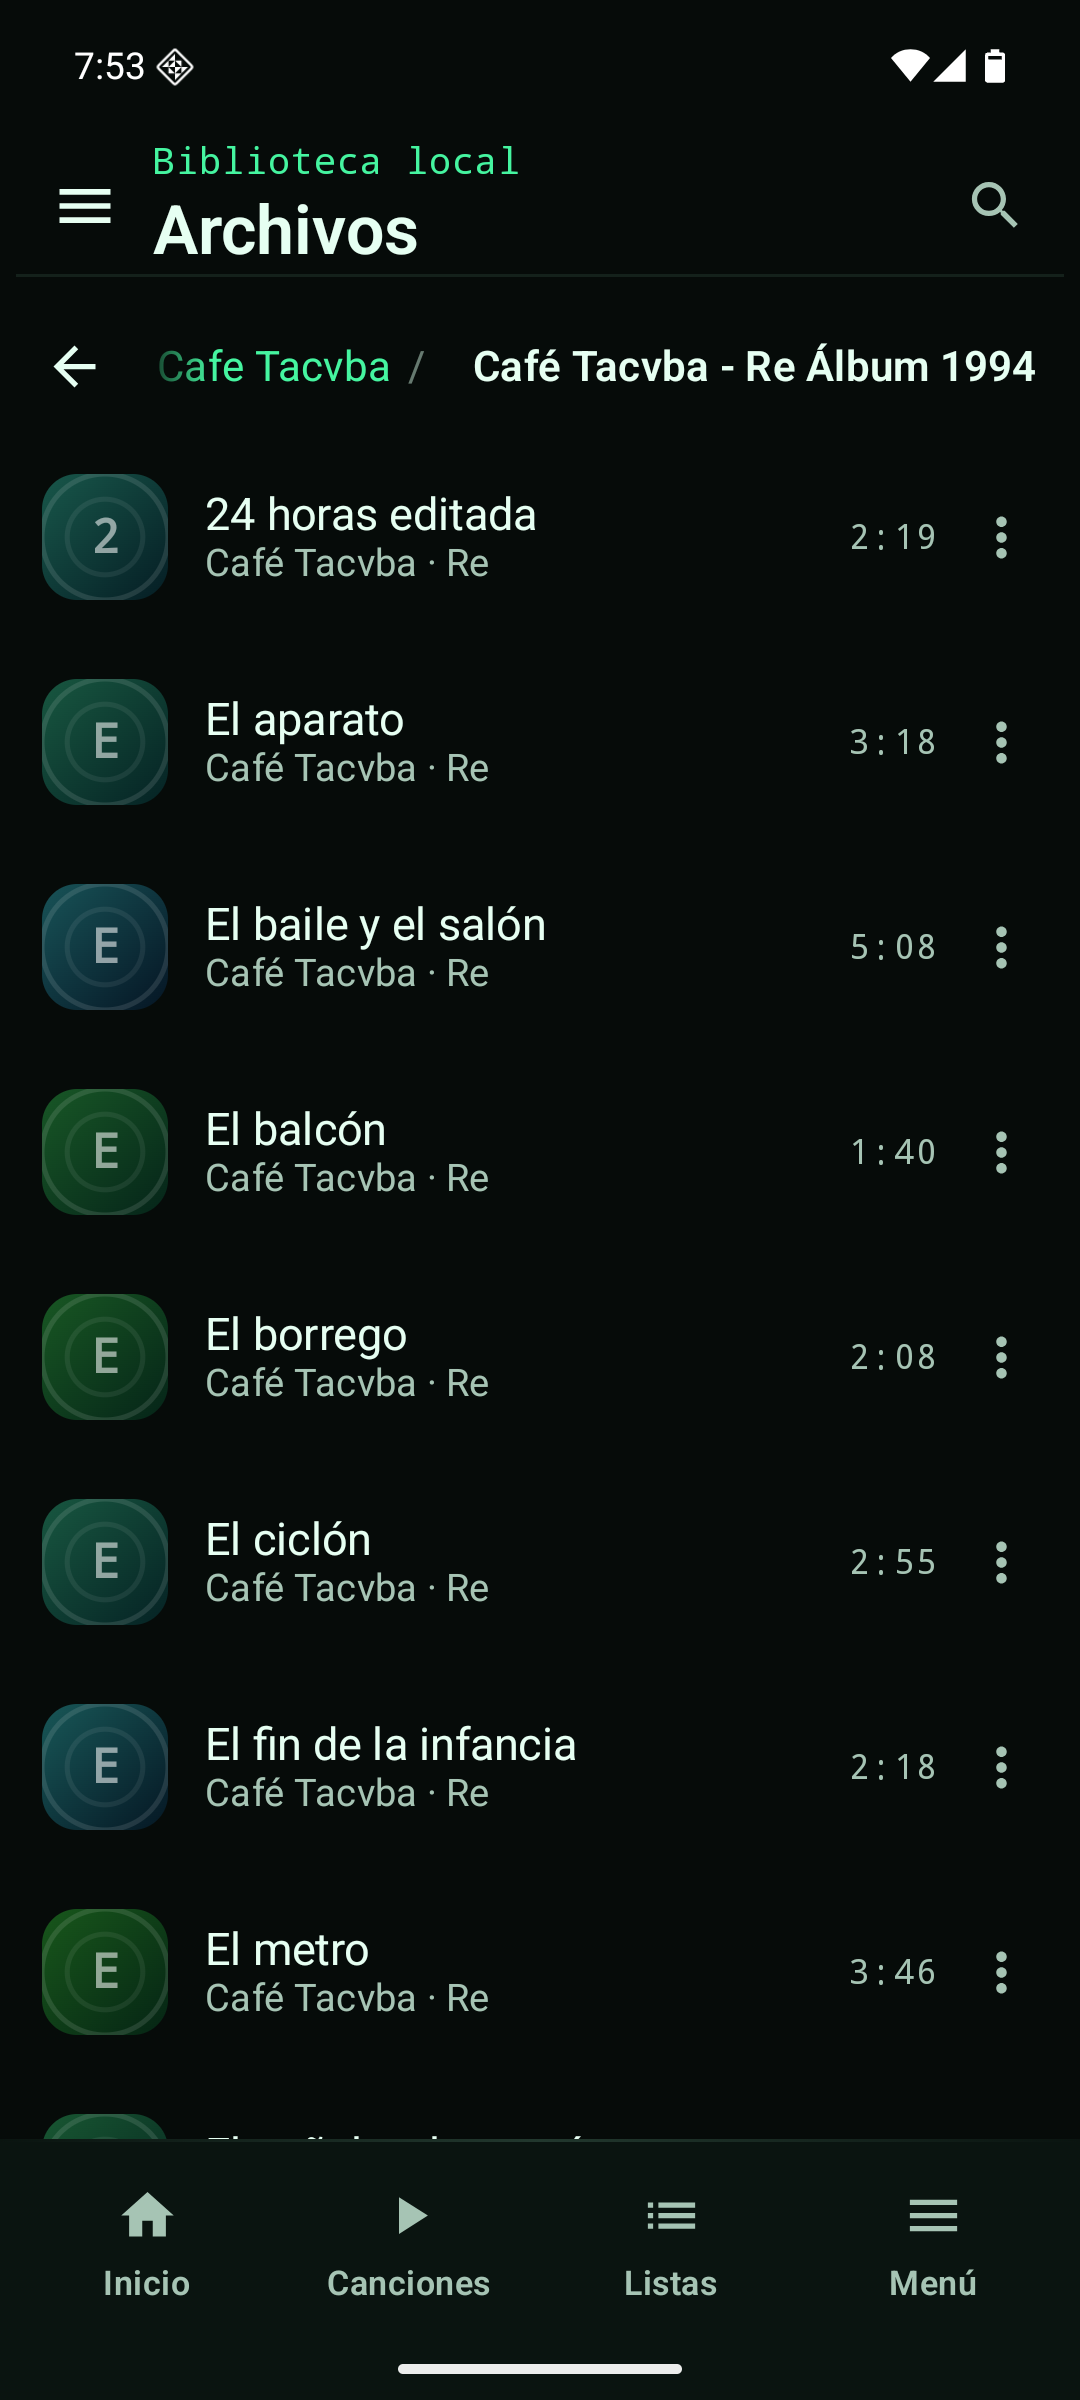 7:53
Biblioteca local
Archivos
Cafe Tacvba / Café Tacvba - Re Álbum 1994
2
24 horas editada
Café Tacvba · Re
2:19
E
El aparato
Café Tacvba · Re
3:18
E
El baile y el salón
Café Tacvba · Re
5:08
E
El balcón
Café Tacvba · Re
1:40
E
El borrego
Café Tacvba · Re
2:08
E
El ciclón
Café Tacvba · Re
2:55
E
El fin de la infancia
Café Tacvba · Re
2:18
E
El metro
Café Tacvba · Re
3:46
Inicio
Canciones
Listas
Menú